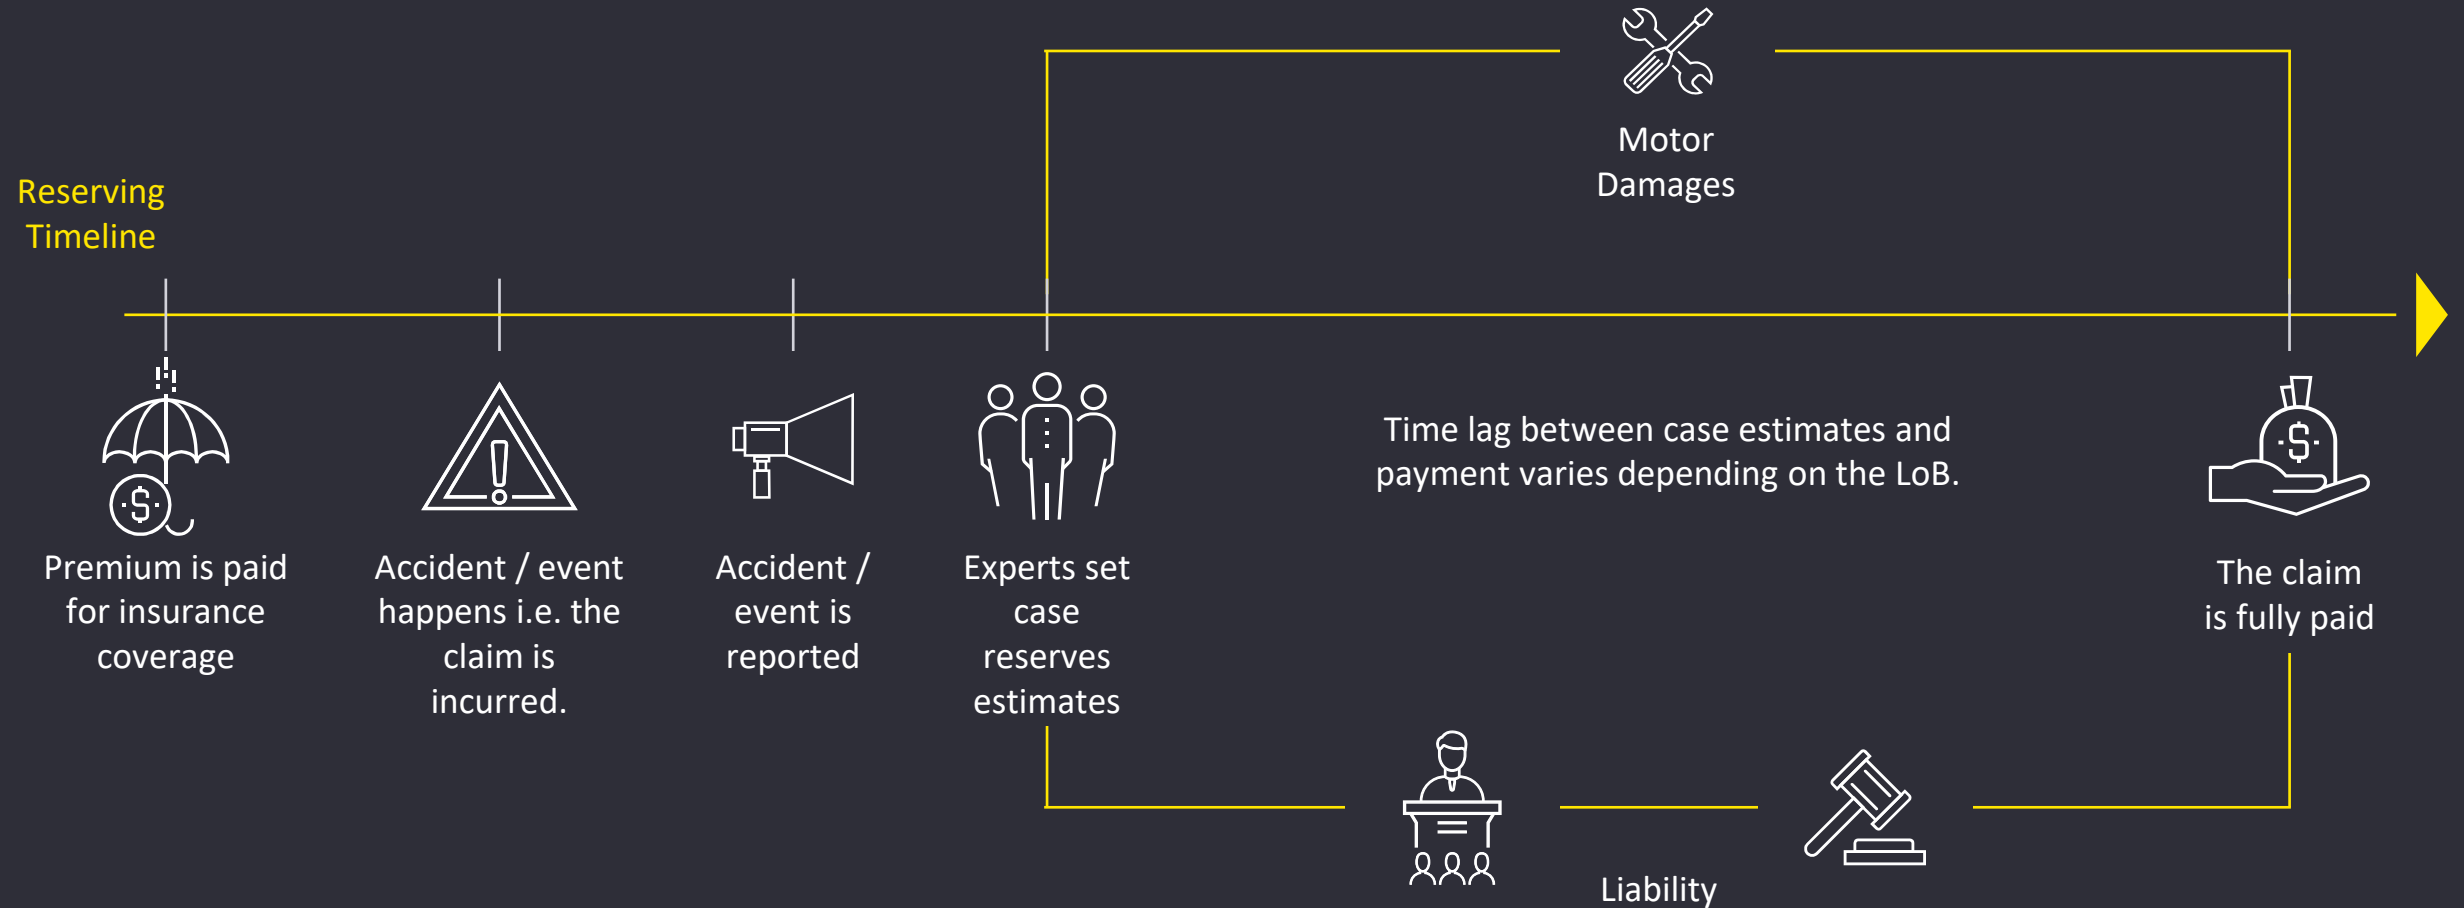 Reserving
Timeline
Motor
Damages
Premium is paid
for insurance
coverage
Accident / event
happens i.e. the
claim is
incurred.
Accident /
event is
reported
Experts set
case
reserves
estimates
Time lag between case estimates and
payment varies depending on the LoB.
The claim
is fully paid
Liability
$
$